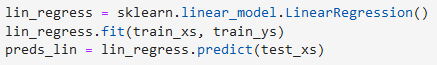 lin_regress = sklearn.linear_model.LinearRegression()
lin_regress.fit(train_xs, train_ys)
preds_lin = lin_regress.predict(test_xs)